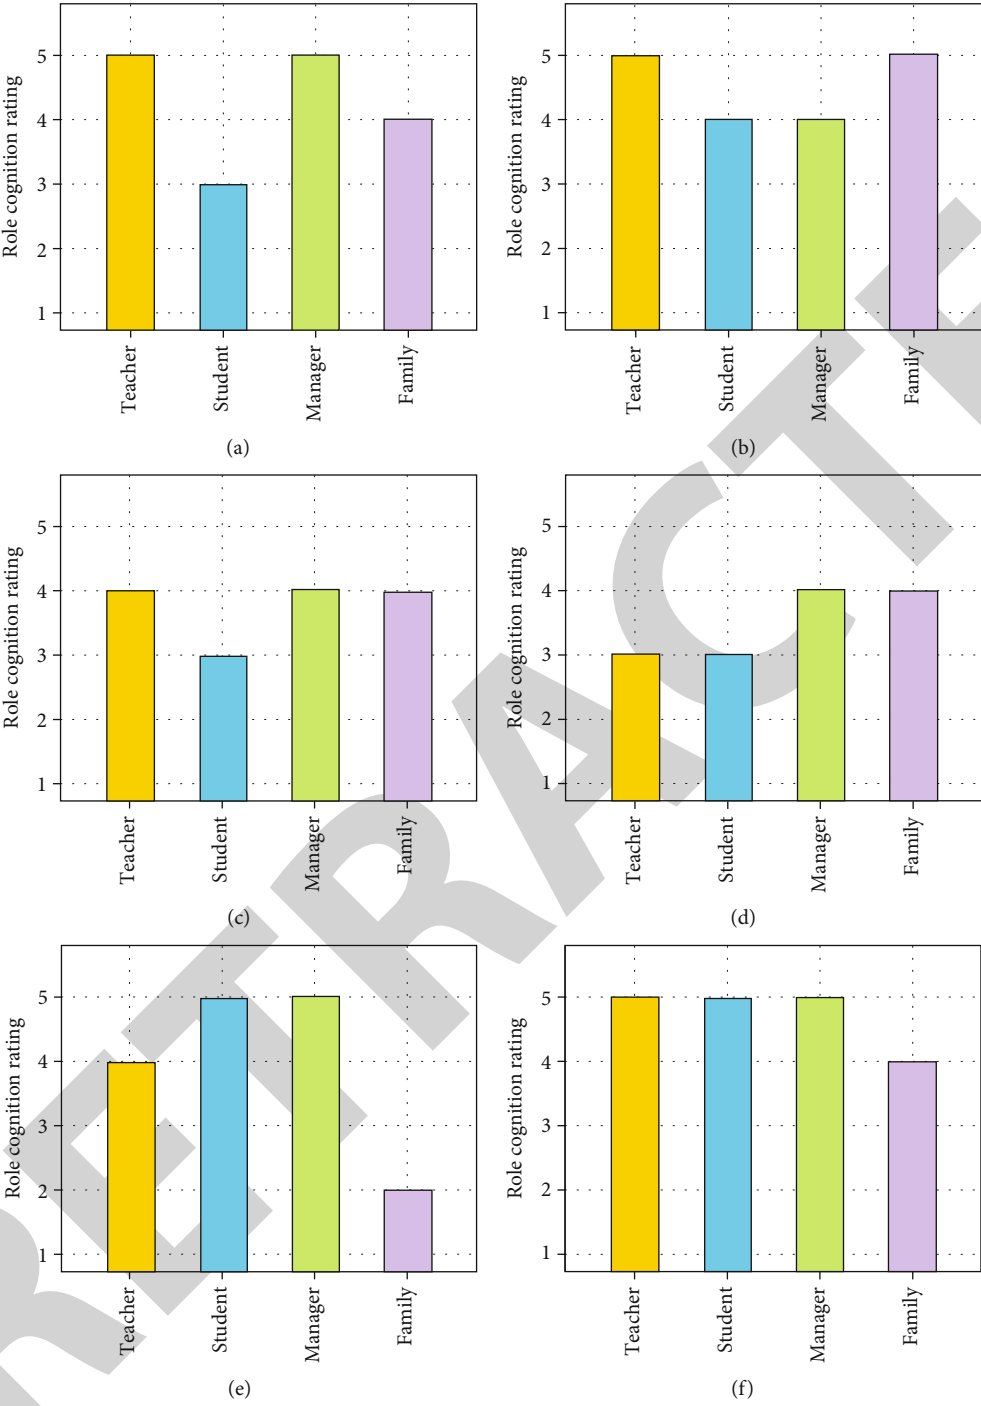 Role cognition rating
5
4
3
2
1
Teacher
Student
Manager
Family
(a)
Role cognition rating
5
4
3
2
1
Teacher
Student
Manager
Family
(b)
Role cognition rating
5
4
3
2
1
Teacher
Student
Manager
Family
(c)
Role cognition rating
5
4
3
2
1
Teacher
Student
Manager
Family
(d)
Role cognition rating
5
4
3
2
1
Teacher
Student
Manager
Family
(e)
Role cognition rating
5
4
3
2
1
Teacher
Student
Manager
Family
(f)
RETRACTE